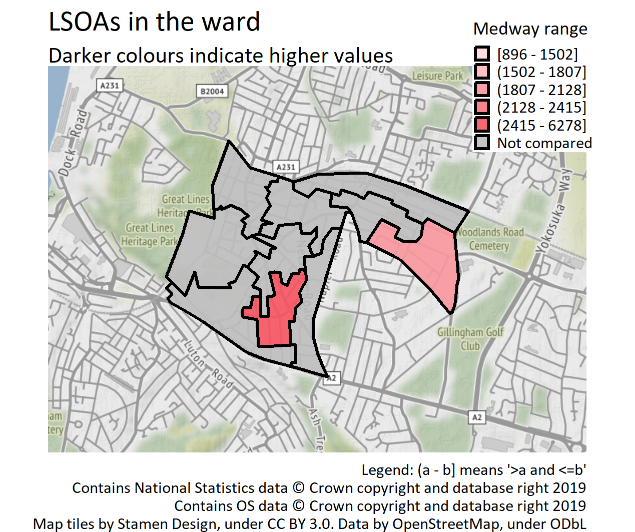 LSOAs in the ward
Darker colours indicate higher values
Medway range
[896 - 1502]
(1502 - 1807]
(1807 - 2128]
(2128 - 2415]
(2415 - 6278]
Not compared
Leisure Park
A231
B2004
Dock Road
A231
Great Lines
Heritage Park
Great Lines
Heritage Park
Woodlands Road
Cemetery
Yokosuka Way
Gillingham Golf
Club
Luton Road
A2
A2
Ash Tre
Legend: (a - b] means '>a and <=b'
Contains National Statistics data © Crown copyright and database right 2019
Contains OS data © Crown copyright and database right 2019
Map tiles by Stamen Design, under CC BY 3.0. Data by OpenStreetMap, under ODbL